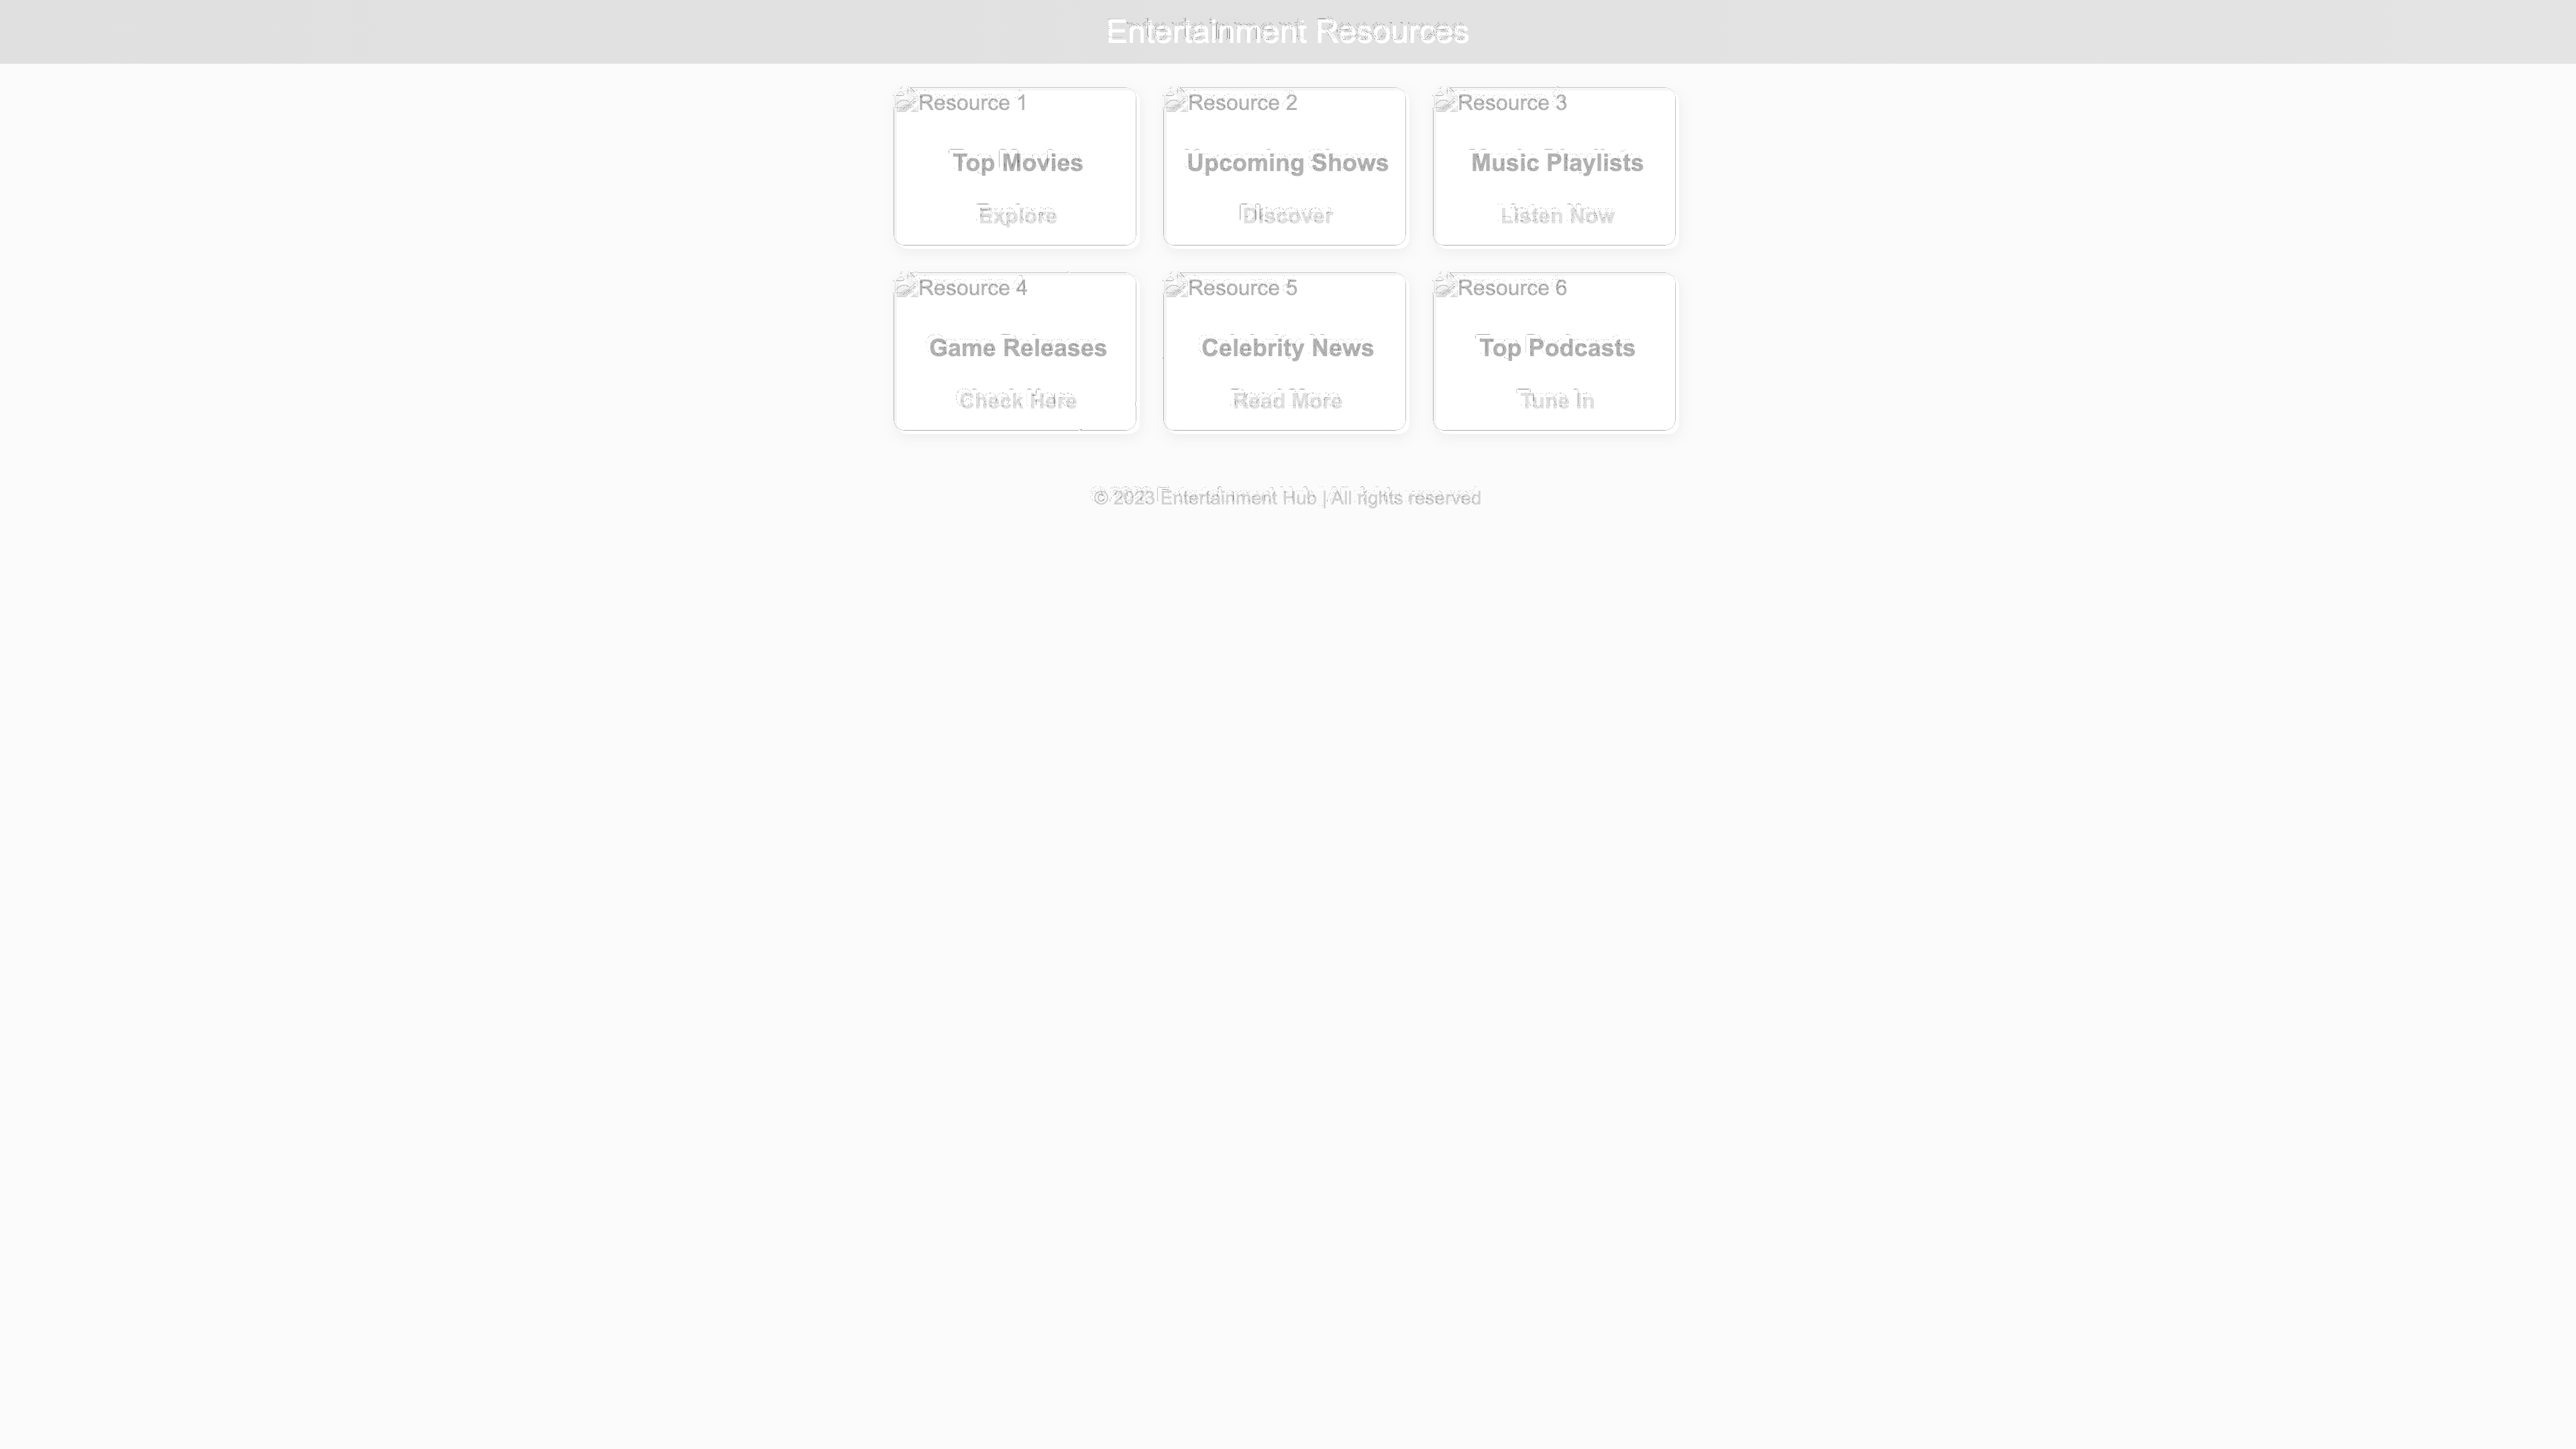 Entertainment Resources
Resource 1
Top Movies
Explore
Resource 2
Upcoming Shows
Discover
Resource 3
Music Playlists
Listen Now
Resource 4
Game Releases
Check Here
Resource 5
Celebrity News
Read More
Resource 6
Top Podcasts
Tune In
© 2023 Entertainment Hub | All rights reserved